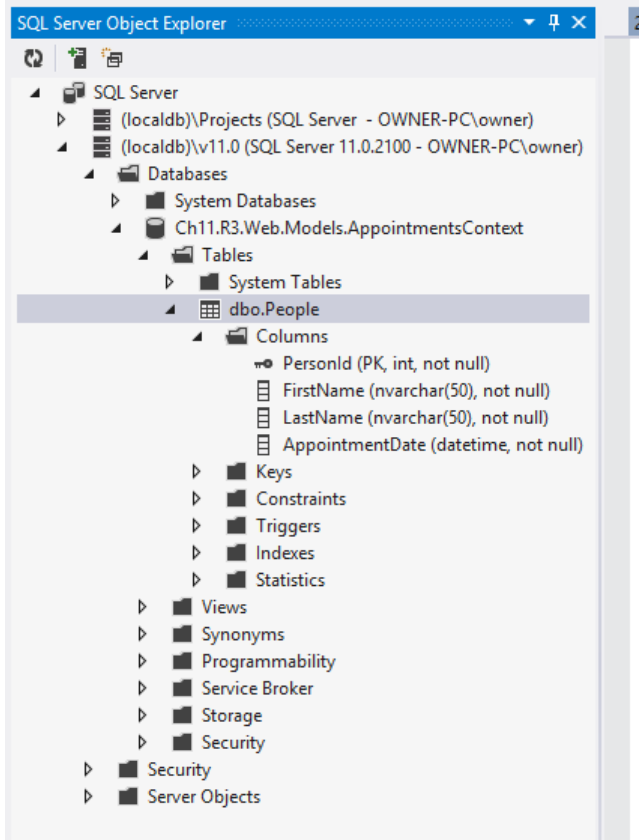 SQL Server Object Explorer
2
SQL Server
(localdb)\Projects (SQL Server  - OWNER-PC\owner)
(localdb)\v11.0 (SQL Server 11.0.2100 - OWNER-PC\owner)
Databases
System Databases
Ch11.R3.Web.Models.AppointmentsContext
Tables
System Tables
dbo.People
Columns
PersonId (PK, int, not null)
FirstName (nvarchar(50), not null)
LastName (nvarchar(50), not null)
AppointmentDate (datetime, not null)
Keys
Constraints
Triggers
Indexes
Statistics
Views
Synonyms
Programmability
Service Broker
Storage
Security
Security
Server Objects